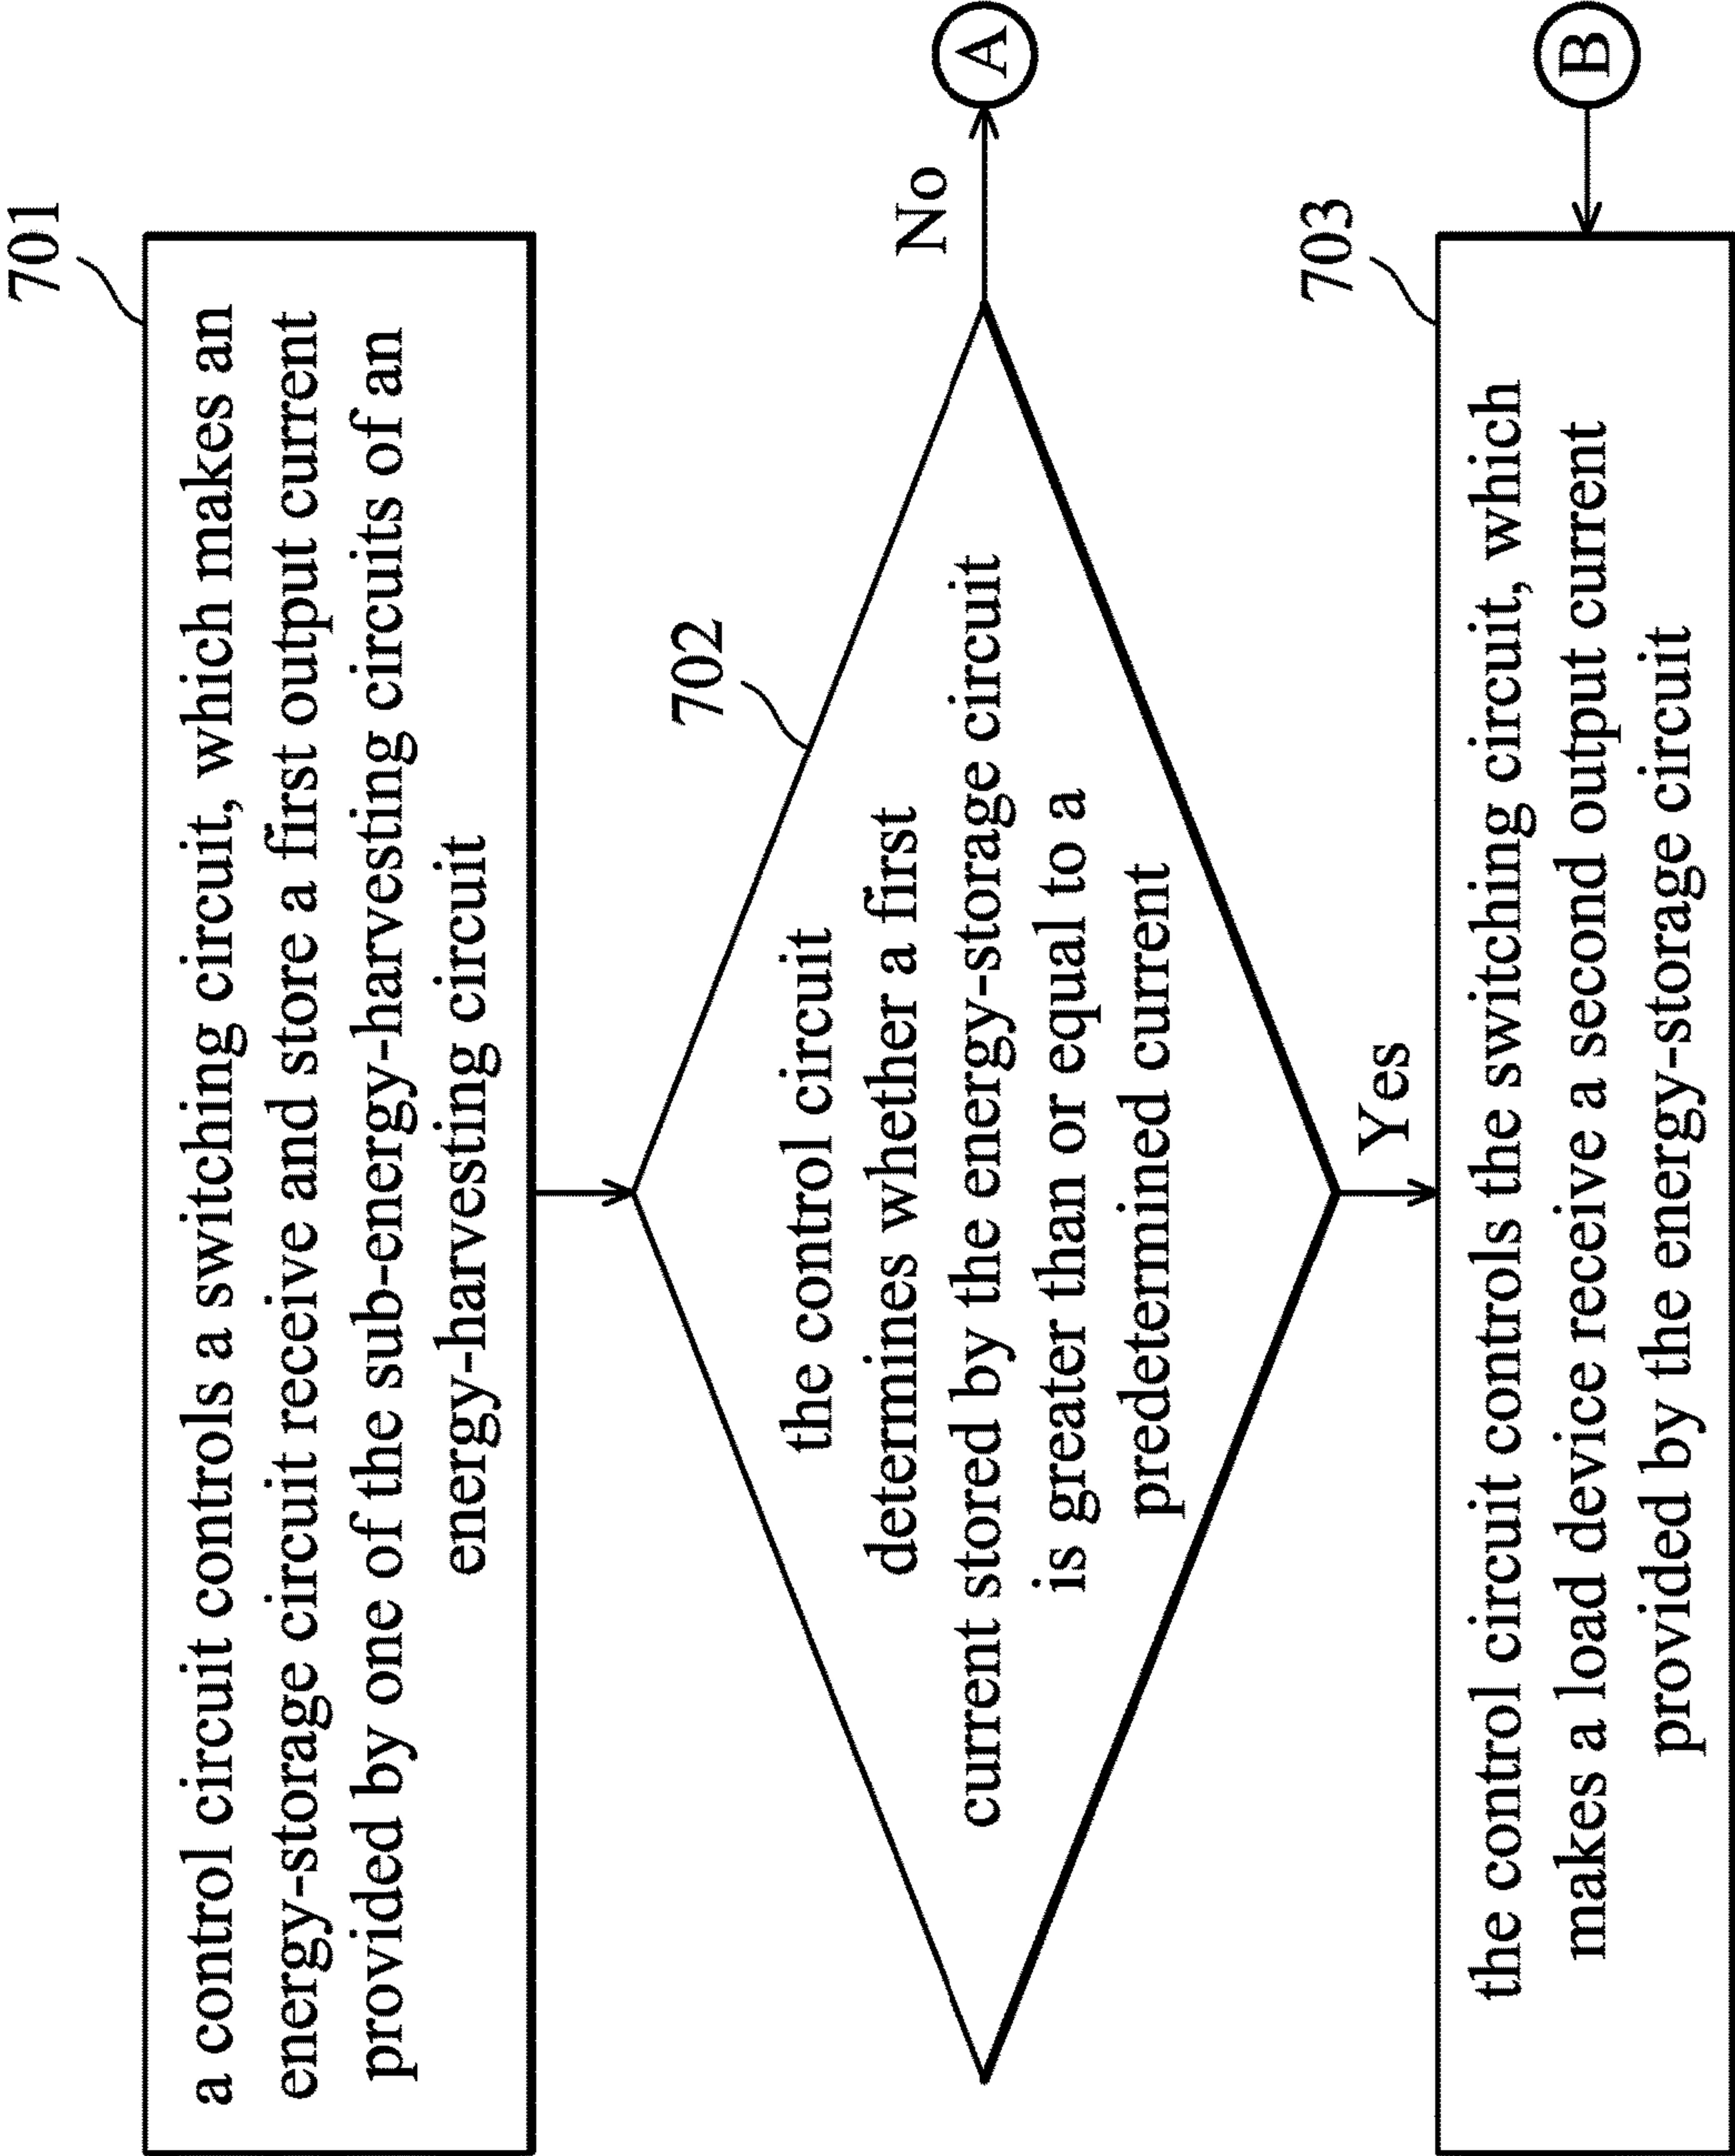 701
a control circuit controls a switching circuit, which makes an
energy-storage circuit receive and store a first output current
provided by one of the sub-energy-harvesting circuits of an
energy-harvesting circuit
702
the control circuit
determines whether a first
current stored by the energy-storage circuit
is greater than or equal to a
predetermined current
No
A
Yes
703
the control circuit controls the switching circuit, which
makes a load device receive a second output current
provided by the energy-storage circuit
B